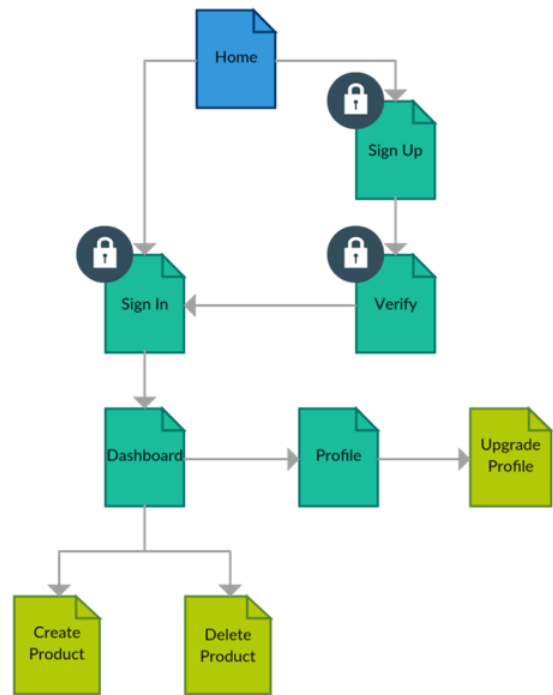 Home
Sign Up
Sign In
Verify
Dashboard
Profile
Upgrade
Profile
Create
Product
Delete
Product